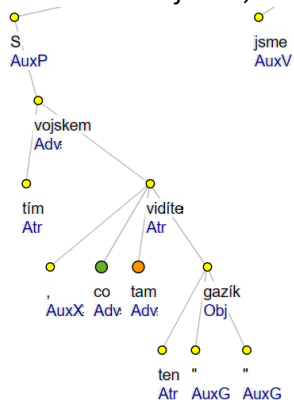 S jsme
AuxP AuxV
vojskem
Adv
tím vidíte
Atr Atr
, co tam gazík
AuxX Adv Adv Obj
ten " "
Atr AuxG AuxG